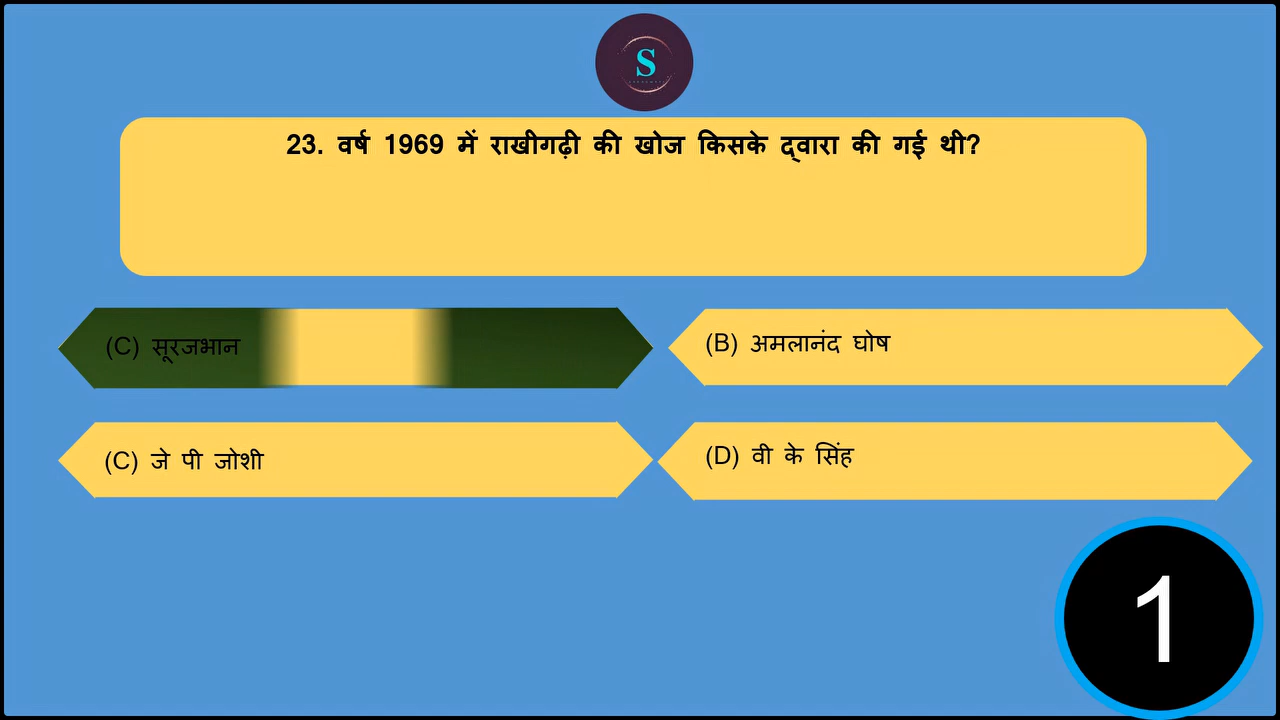 S
23. वर्ष 1969 में राखीगढ़ी की खोज किसके द्वारा की गई थी?
(C) सूरजभान
(B) अमलानंद घोष
(C) जे पी जोशी
(D) वी के सिंह
1